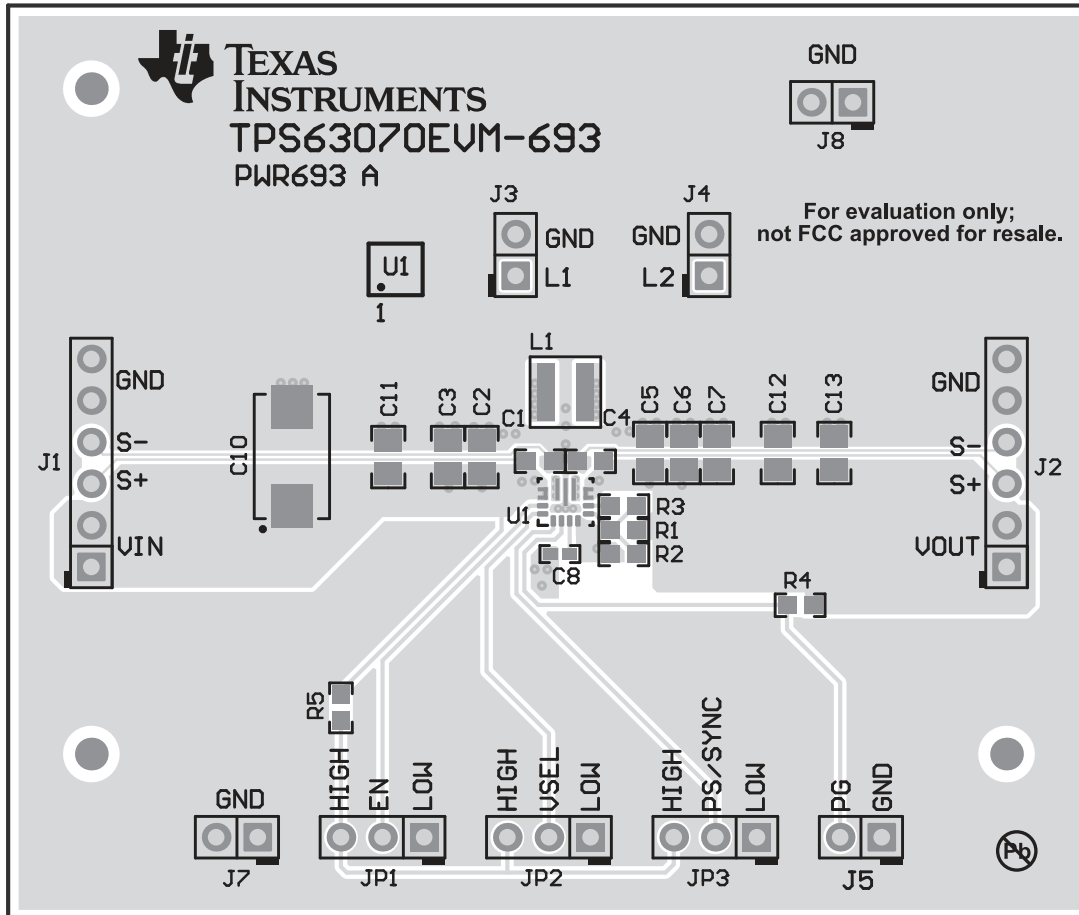 TEXAS
INSTRUMENTS
TPS63070EVM-693
PWR693 A
GND
J8
For evaluation only;
not FCC approved for resale.
J3
GND
L1
J4
GND
L2
U1
1
L1
J1
GND
S-
S+
VIN
C10
C11
C3
C2
C1
C4
C5
C6
C7
C12
C13
GND
S-
S+
VOUT
J2
U1
R3
R1
R2
C8
R4
R5
GND
J7
HIGH
EN
LOW
JP1
HIGH
VSEL
LOW
JP2
HIGH
PS/SYNC
LOW
JP3
PG
GND
J5
Pb